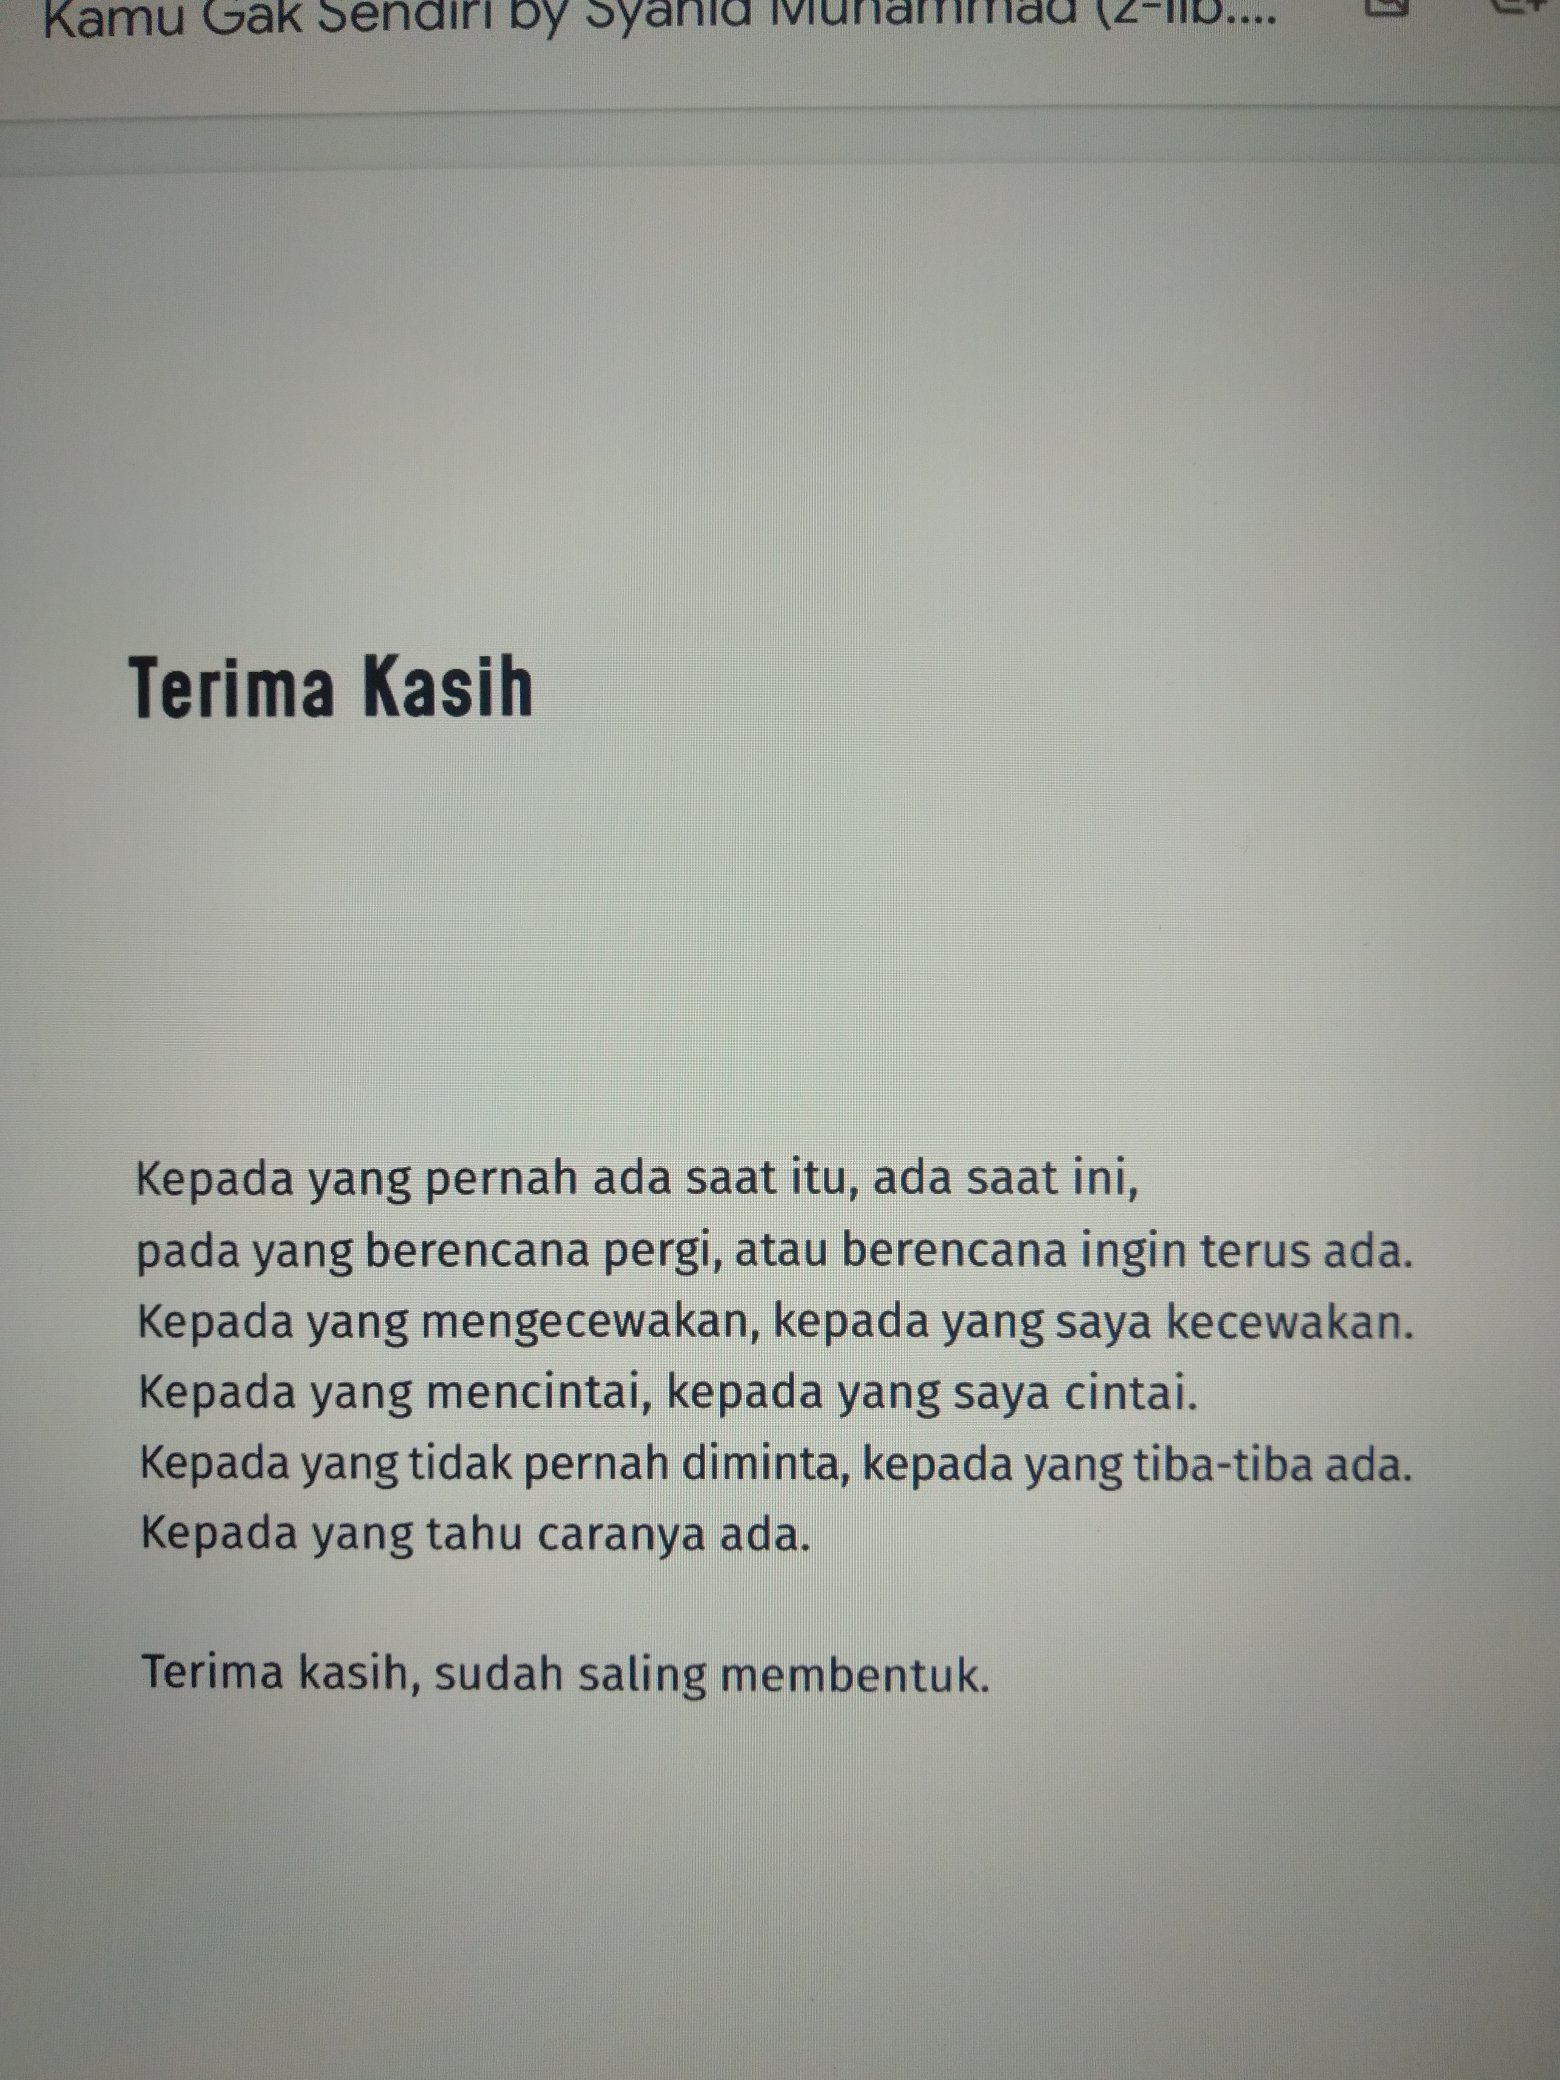 Kamu Gak Sendiri by Syahid Muhammad (z-lib....
Terima Kasih
Kepada yang pernah ada saat itu, ada saat ini,
pada yang berencana pergi, atau berencana ingin terus ada.
Kepada yang mengecewakan, kepada yang saya kecewakan.
Kepada yang mencintai, kepada yang saya cintai.
Kepada yang tidak pernah diminta, kepada yang tiba-tiba ada.
Kepada yang tahu caranya ada.
Terima kasih, sudah saling membentuk.